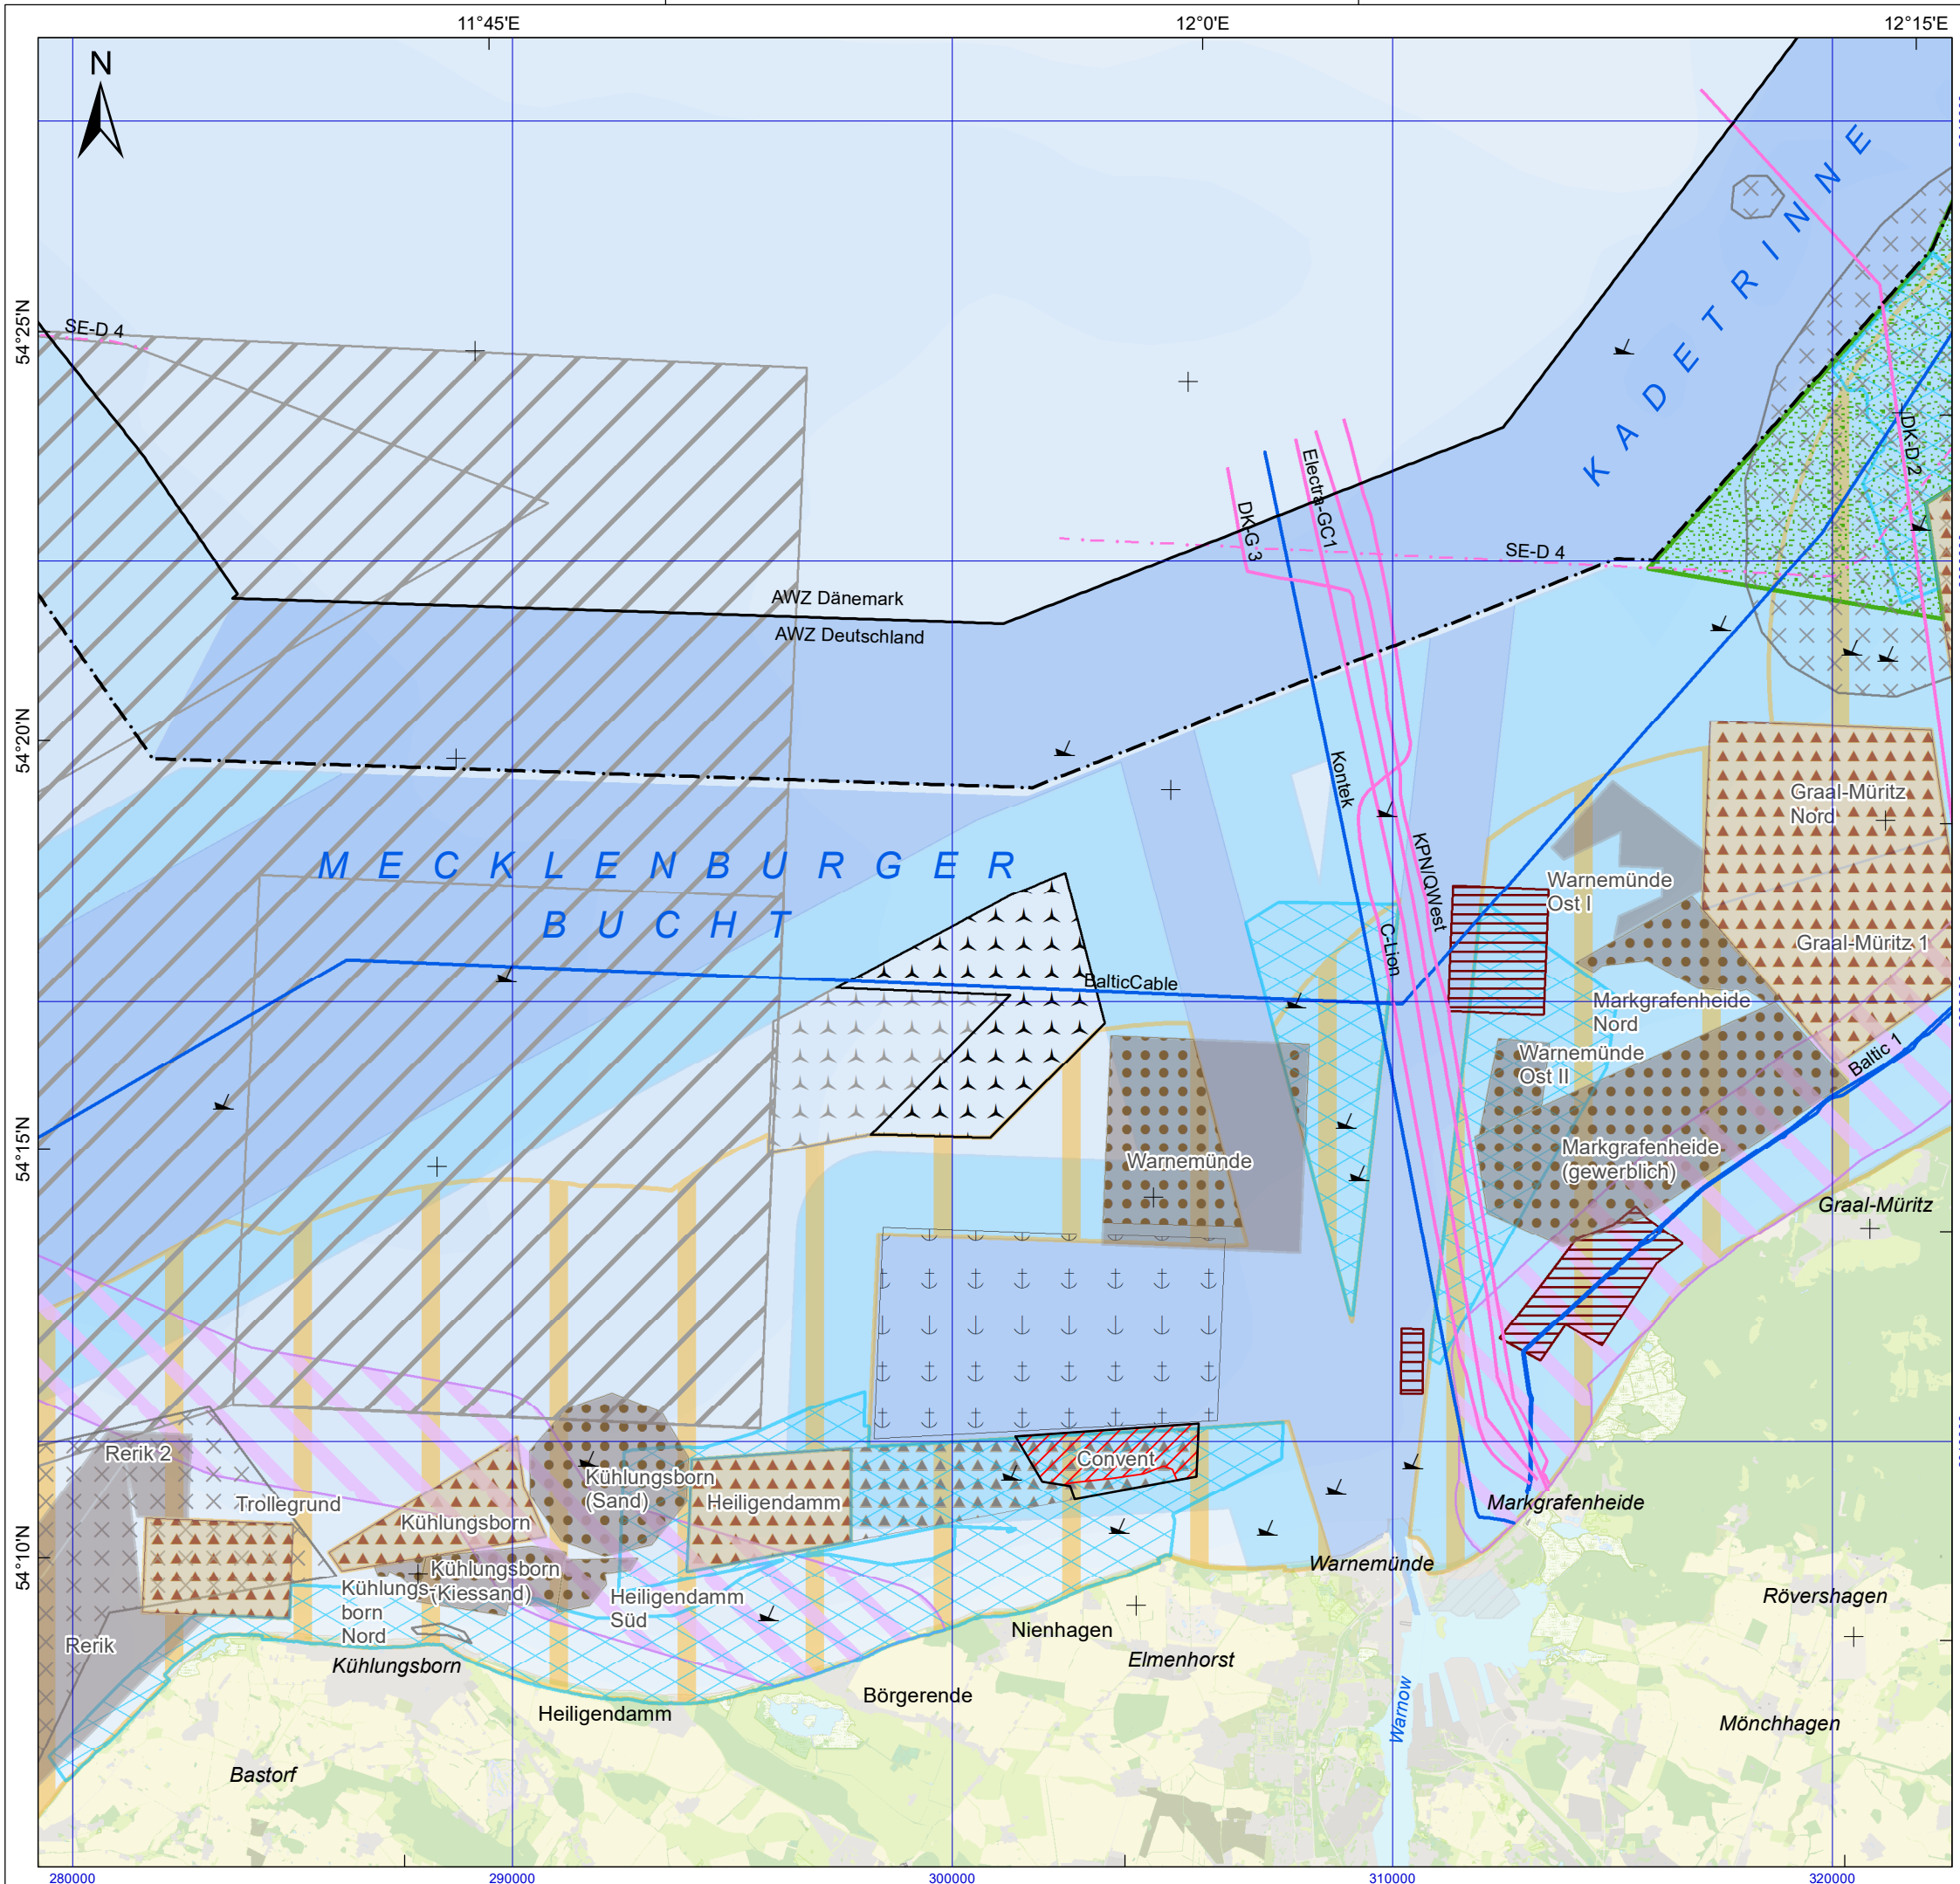 11°45'E
12°0'E
12°15'E
N
KADETRINNE
54°25'N
SE-D 4
DK-D 2
Electra-GC1
DK-G 3
SE-D 4
AWZ Dänemark
AWZ Deutschland
54°20'N
Kontek
Graal-Müritz
Nord
KPN/QWest
MECKLENBURGER
BUCHT
Warnemünde
Ost I
C-Lion
Graal-Müritz 1
BalticCable
Markgrafenheide
Nord
Warnemünde
Ost II
Baltic 1
54°15'N
Markgrafenheide
(gewerblich)
Warnemünde
Graal-Müritz
Rerik 2
Convent
Kühlungsborn
(Sand)
Trollegrund
Heiligendamm
Markgrafenheide
Kühlungsborn
54°10'N
Warnemünde
Kühlungsborn
(Kiessand)
Kühlungs-
born
Nord
Heiligendamm
Süd
Rövershagen
Rerik
Nienhagen
Kühlungsborn
Elmenhorst
Börgerende
Heiligendamm
Warnow
Mönchhagen
Bastorf
280000
290000
300000
310000
320000